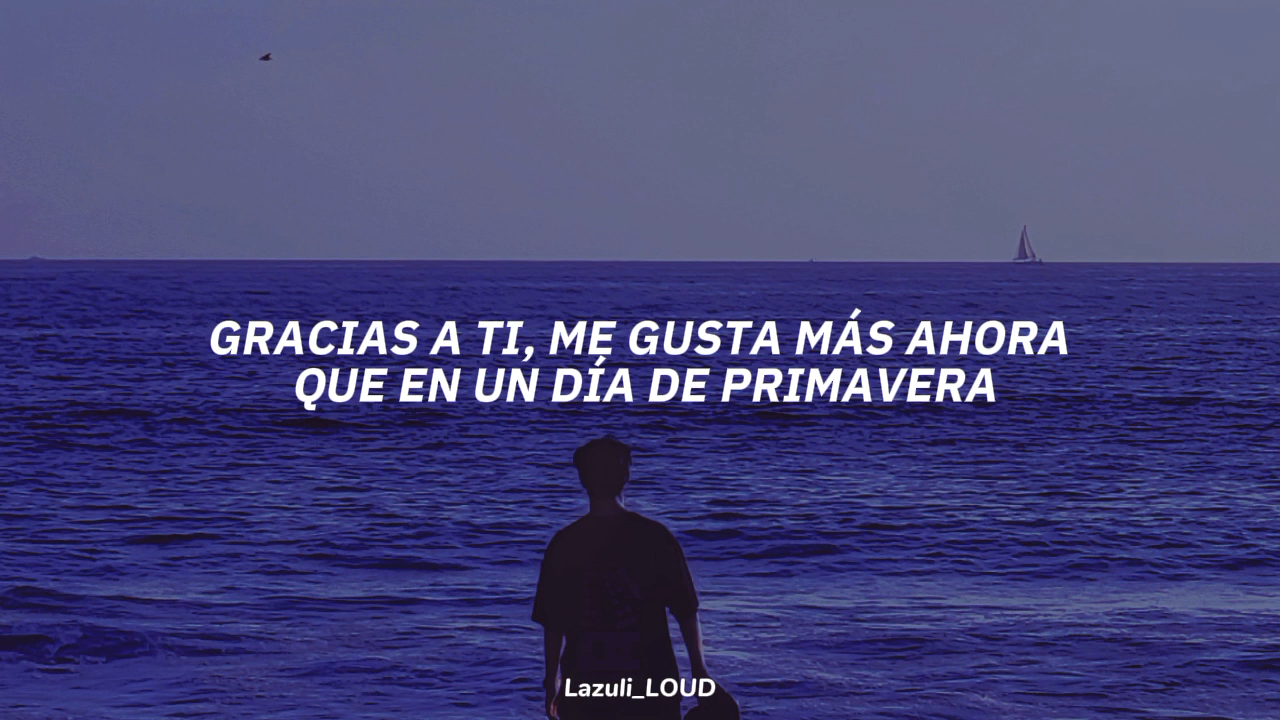 GRACIAS A TI, ME GUSTA MÁS AHORA
QUE EN UN DÍA DE PRIMAVERA
Lazuli_LOUD